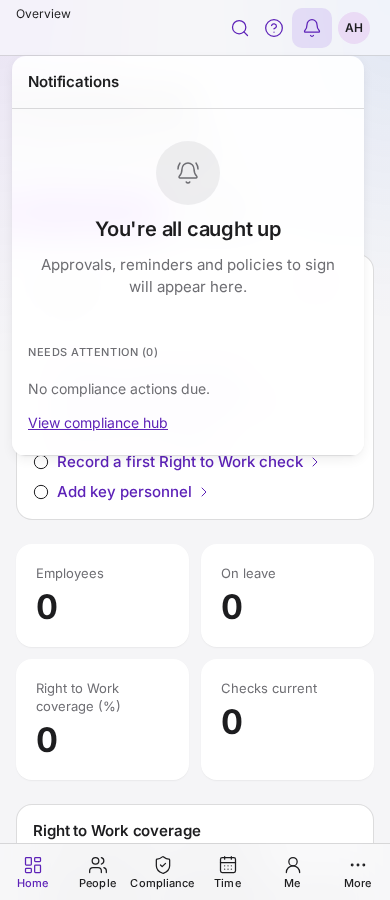 Overview
AH
Notifications
You're all caught up
Approvals, reminders and policies to sign
will appear here.
NEEDS ATTENTION (0)
No compliance actions due.
View compliance hub
Record a first Right to Work check
Add key personnel
Employees
0
On leave
0
Right to Work
coverage (%)
0
Checks current
0
Right to Work coverage
Home
People
Compliance
Time
Me
More